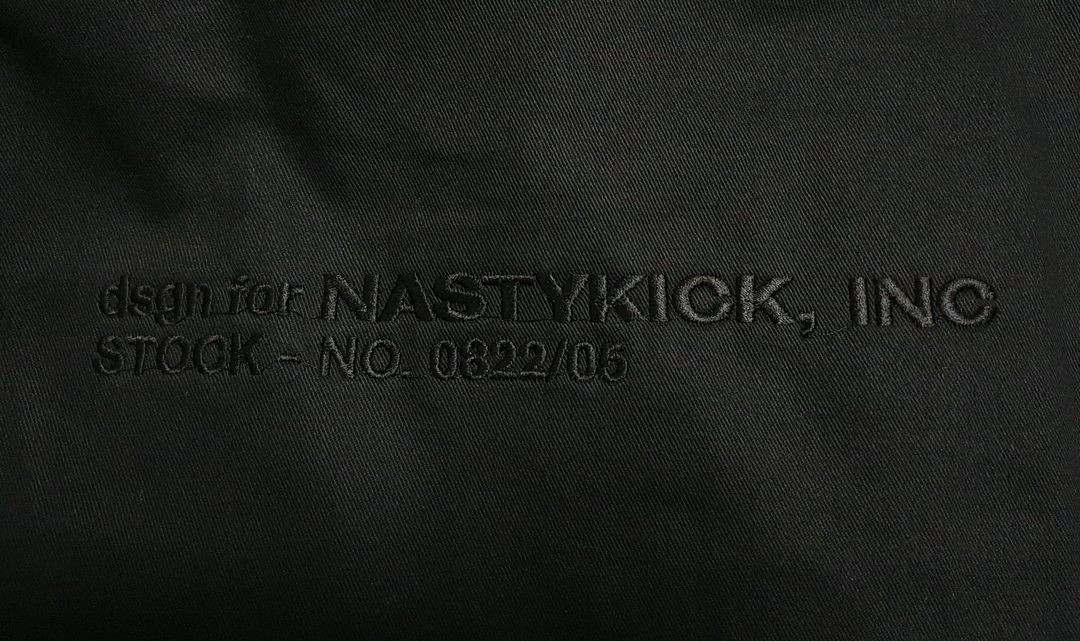 dsgn for NASTYKICK, INC
STOCK - NO. 0822/05